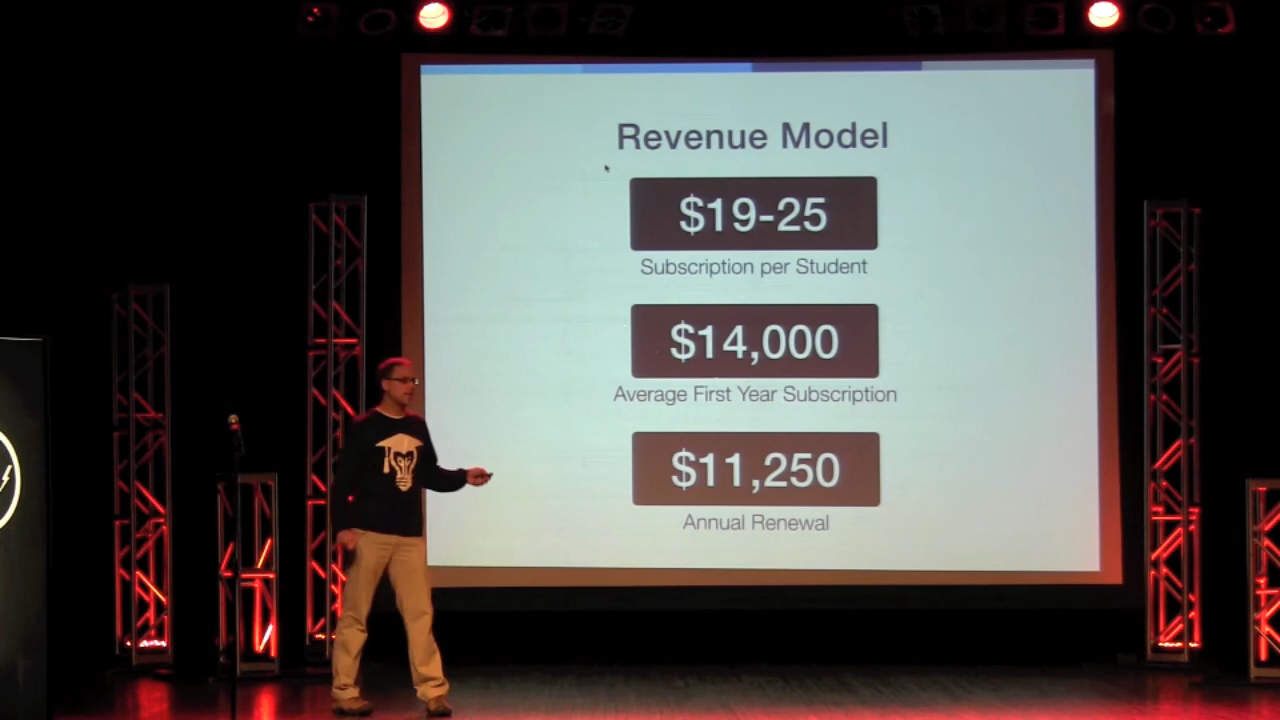 Revenue Model
$19-25
Subscription per Student
$14,000
Average First Year Subscription
$11,250
Annual Renewal